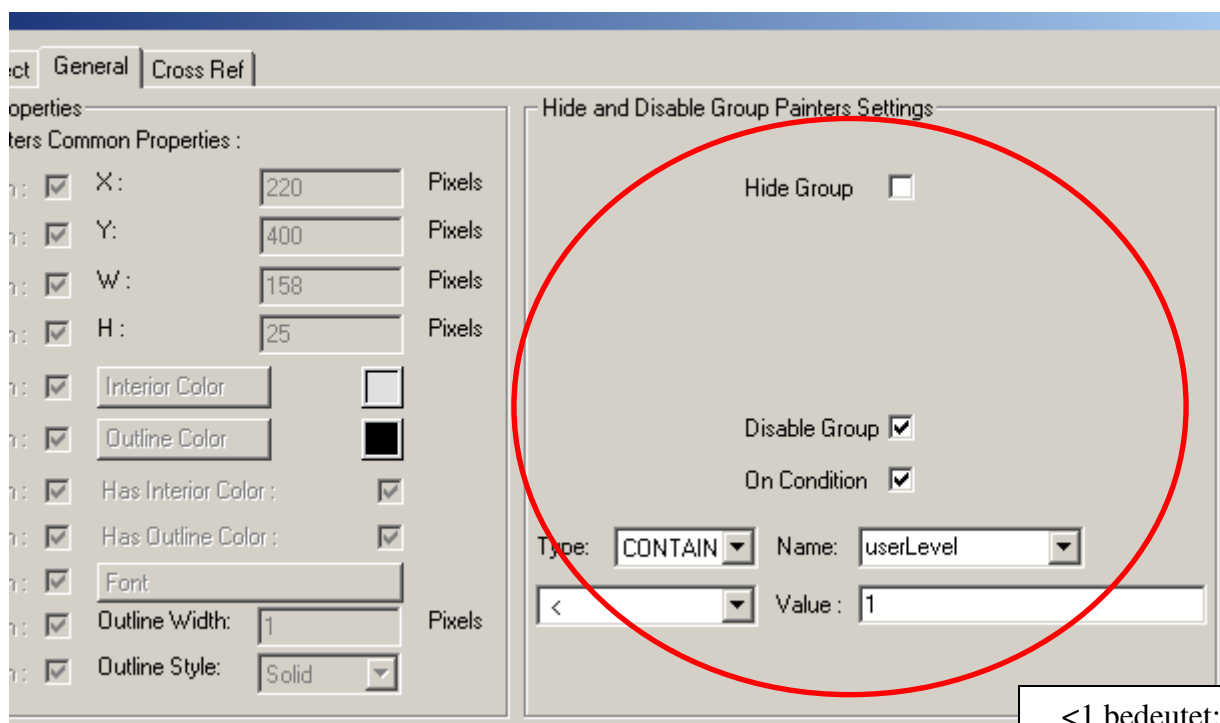 General Cross Ref
Hide and Disable Group Painters Settings
Common Properties :
X : 220 Pixels
Y: 400 Pixels
W : 158 Pixels
H : 25 Pixels
Interior Color
Outline Color
Has Interior Color :
Has Outline Color :
Font
Outline Width: 1 Pixels
Outline Style: Solid
Hide Group
Disable Group
On Condition
Type: CONTAIN Name: userLevel
< Value : 1
<1 bedeutet: